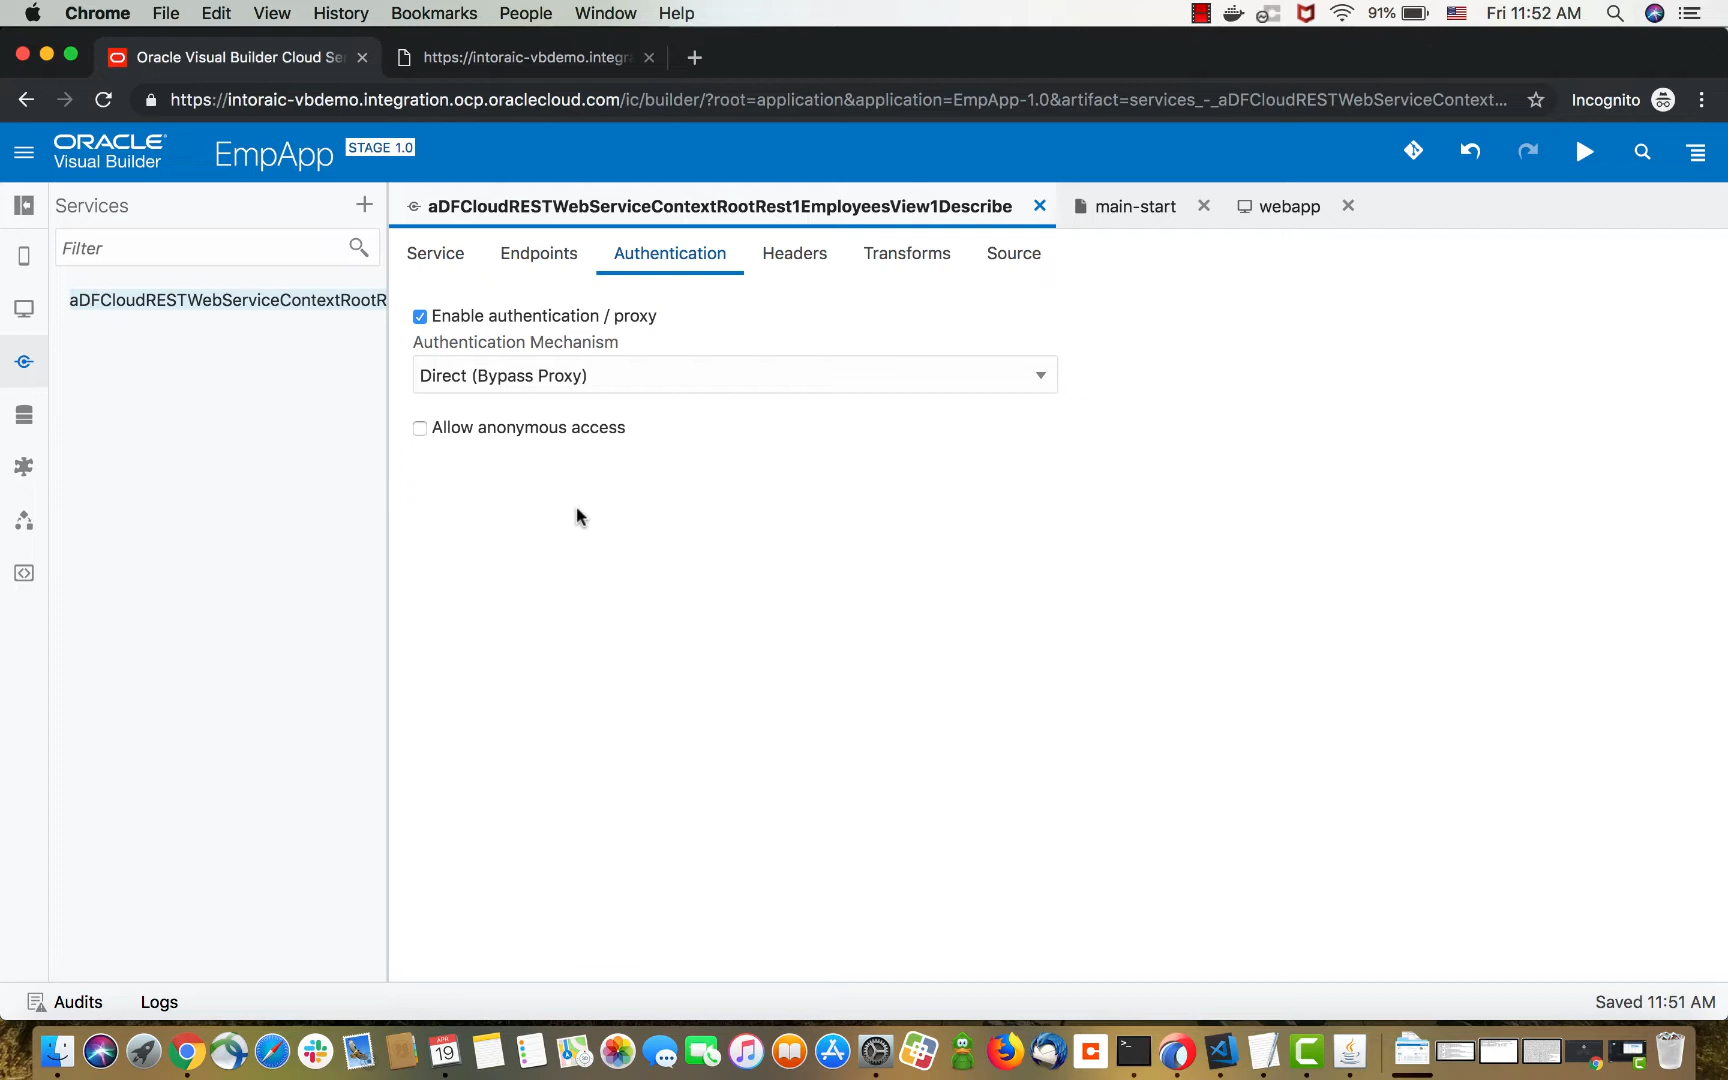 Chrome File Edit View History Bookmarks People Window Help 91% Fri 11:52 AM
Oracle Visual Builder Cloud Se
https://intoraic-vbdemo.integr
https://intoraic-vbdemo.integration.ocp.oraclecloud.com/ic/builder/?root=application&application=EmpApp-1.0&artifact=services_-_aDFCloudRESTWebServiceContext... Incognito
ORACLE
Visual Builder
EmpApp STAGE 1.0
Services
Filter
aDFCloudRESTWebServiceContextRootR
aDFCloudRESTWebServiceContextRootRest1EmployeesView1Describe main-start webapp
Service Endpoints Authentication Headers Transforms Source
Enable authentication / proxy
Authentication Mechanism
Direct (Bypass Proxy)
Allow anonymous access
Audits Logs Saved 11:51 AM
APR
19